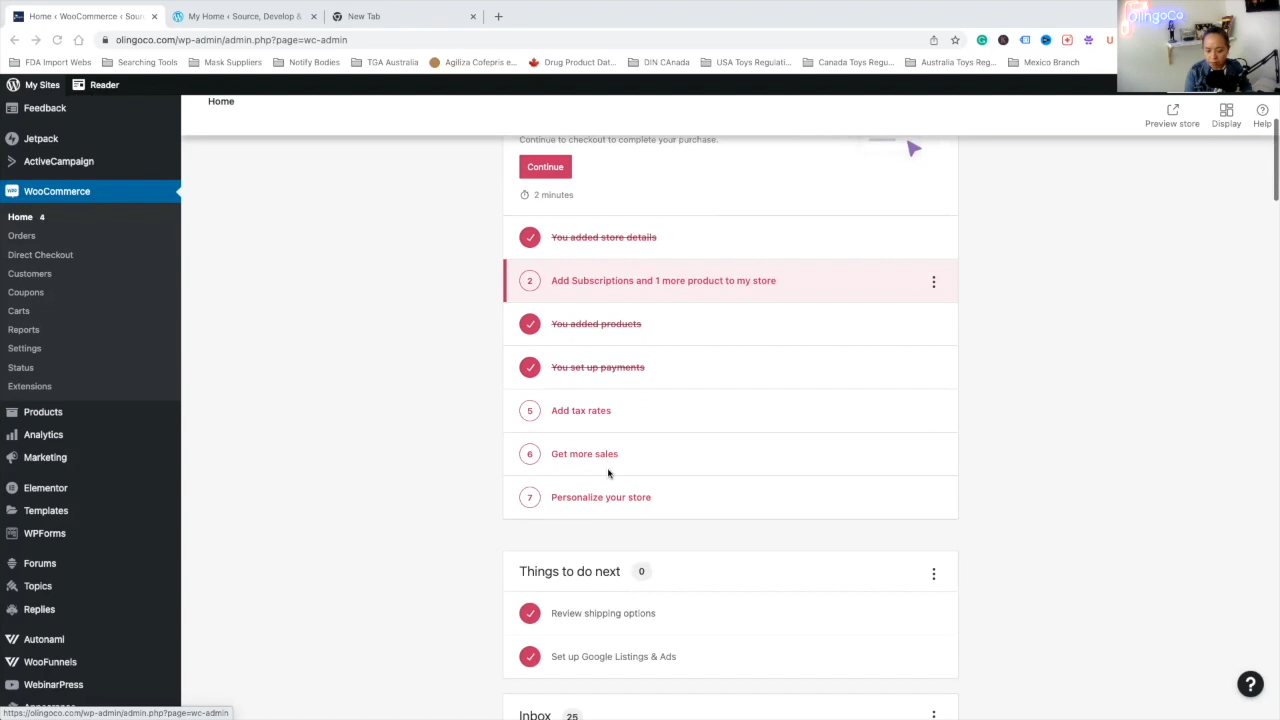 Home ‹ WooCommerce ‹ Sourc
My Home ‹ Source, Develop &
New Tab
olingoco.com/wp-admin/admin.php?page=wc-admin
FDA Import Webs
Searching Tools
Mask Suppliers
Notify Bodies
TGA Australia
Agiliza Cofepris e...
Drug Product Dat...
DIN CAnada
USA Toys Regulati...
Canada Toys Regu...
Australia Toys Reg...
Mexico Branch
OlingoCo
My Sites
Reader
Feedback
Jetpack
ActiveCampaign
WooCommerce
Home 4
Orders
Direct Checkout
Customers
Coupons
Carts
Reports
Settings
Status
Extensions
Products
Analytics
Marketing
Elementor
Templates
WPForms
Forums
Topics
Replies
Autonami
WooFunnels
WebinarPress
Home
Preview store
Display
Help
Continue to checkout to complete your purchase.
Continue
2 minutes
You added store details
2 Add Subscriptions and 1 more product to my store
You added products
You set up payments
5 Add tax rates
6 Get more sales
7 Personalize your store
Things to do next 0
Review shipping options
Set up Google Listings & Ads
Inbox 25
https://olingoco.com/wp-admin/admin.php?page=wc-admin